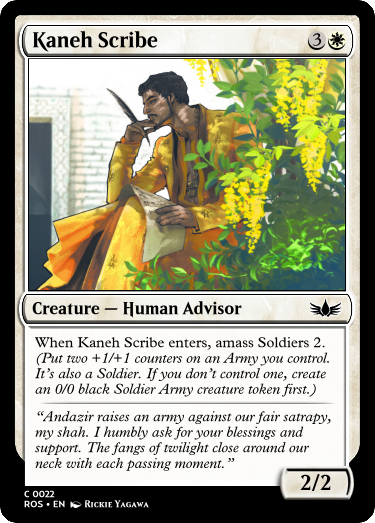 Kaneh Scribe 3
Creature — Human Advisor
When Kaneh Scribe enters, amass Soldiers 2.
(Put two +1/+1 counters on an Army you control.
It's also a Soldier. If you don't control one, create
an 0/0 black Soldier Army creature token first.)
“Andazir raises an army against our fair satrapy,
my shah. I humbly ask for your blessings and
support. The fangs of twilight close around our
neck with each passing moment.”
2/2
C 0022
ROS • EN Rickie Yagawa